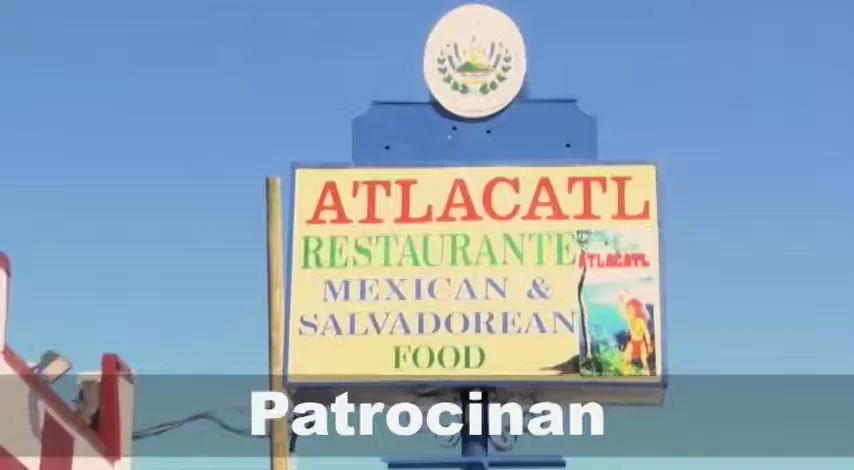 ATLACATL
RESTAURANTE
ATLACATL
MEXICAN &
SALVADOREAN
FOOD
Patrocinan